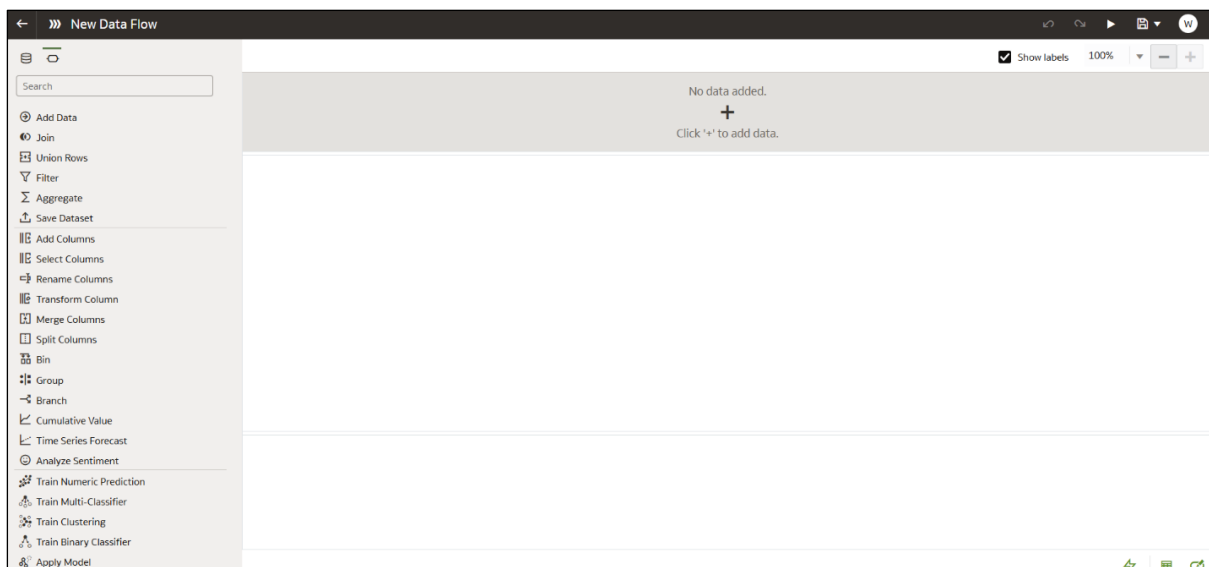 New Data Flow
W
Show labels 100%
Search
No data added.
Click '+' to add data.
Add Data
Join
Union Rows
Filter
Aggregate
Save Dataset
Add Columns
Select Columns
Rename Columns
Transform Column
Merge Columns
Split Columns
Bin
Group
Branch
Cumulative Value
Time Series Forecast
Analyze Sentiment
Train Numeric Prediction
Train Multi-Classifier
Train Clustering
Train Binary Classifier
Apply Model